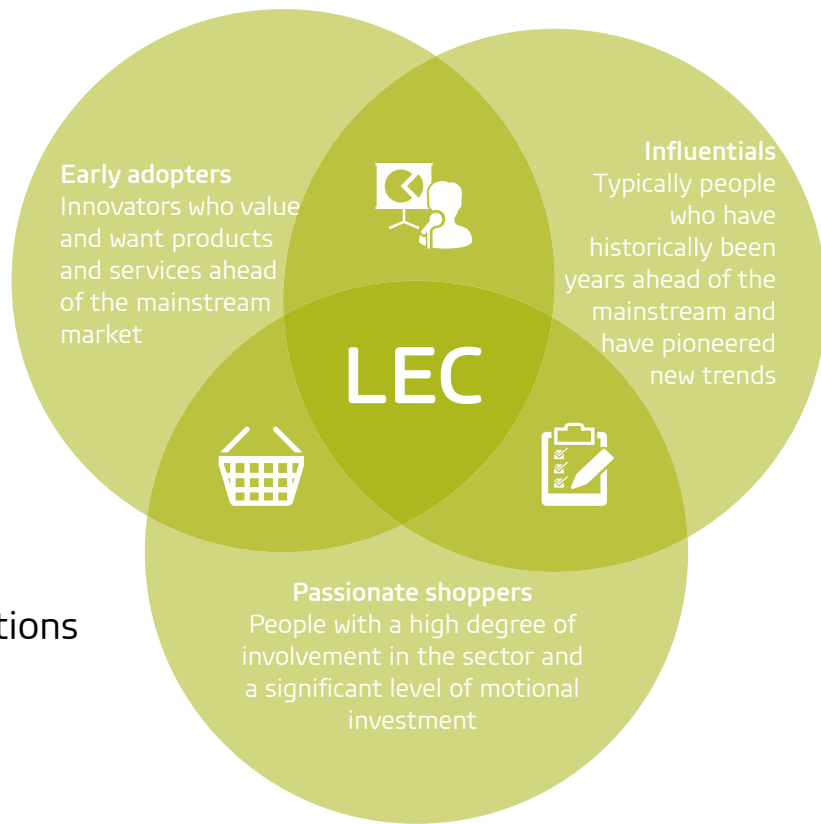 Early adopters
Innovators who value
and want products
and services ahead
of the mainstream
market
Influentials
Typically people
who have
historically been
years ahead of the
mainstream and
have pioneered
new trends
LEC
Passionate shoppers
People with a high degree of
involvement in the sector and
a significant level of motional
investment
tions